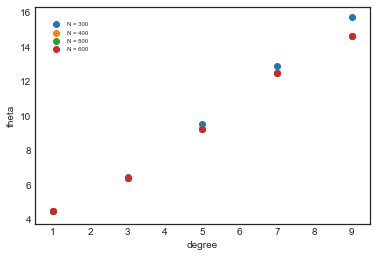 16
14
12
10
8
6
4
fheta
N = 300
N = 400
N = 500
N = 600
1 2 3 4 5 6 7 8 9
degree